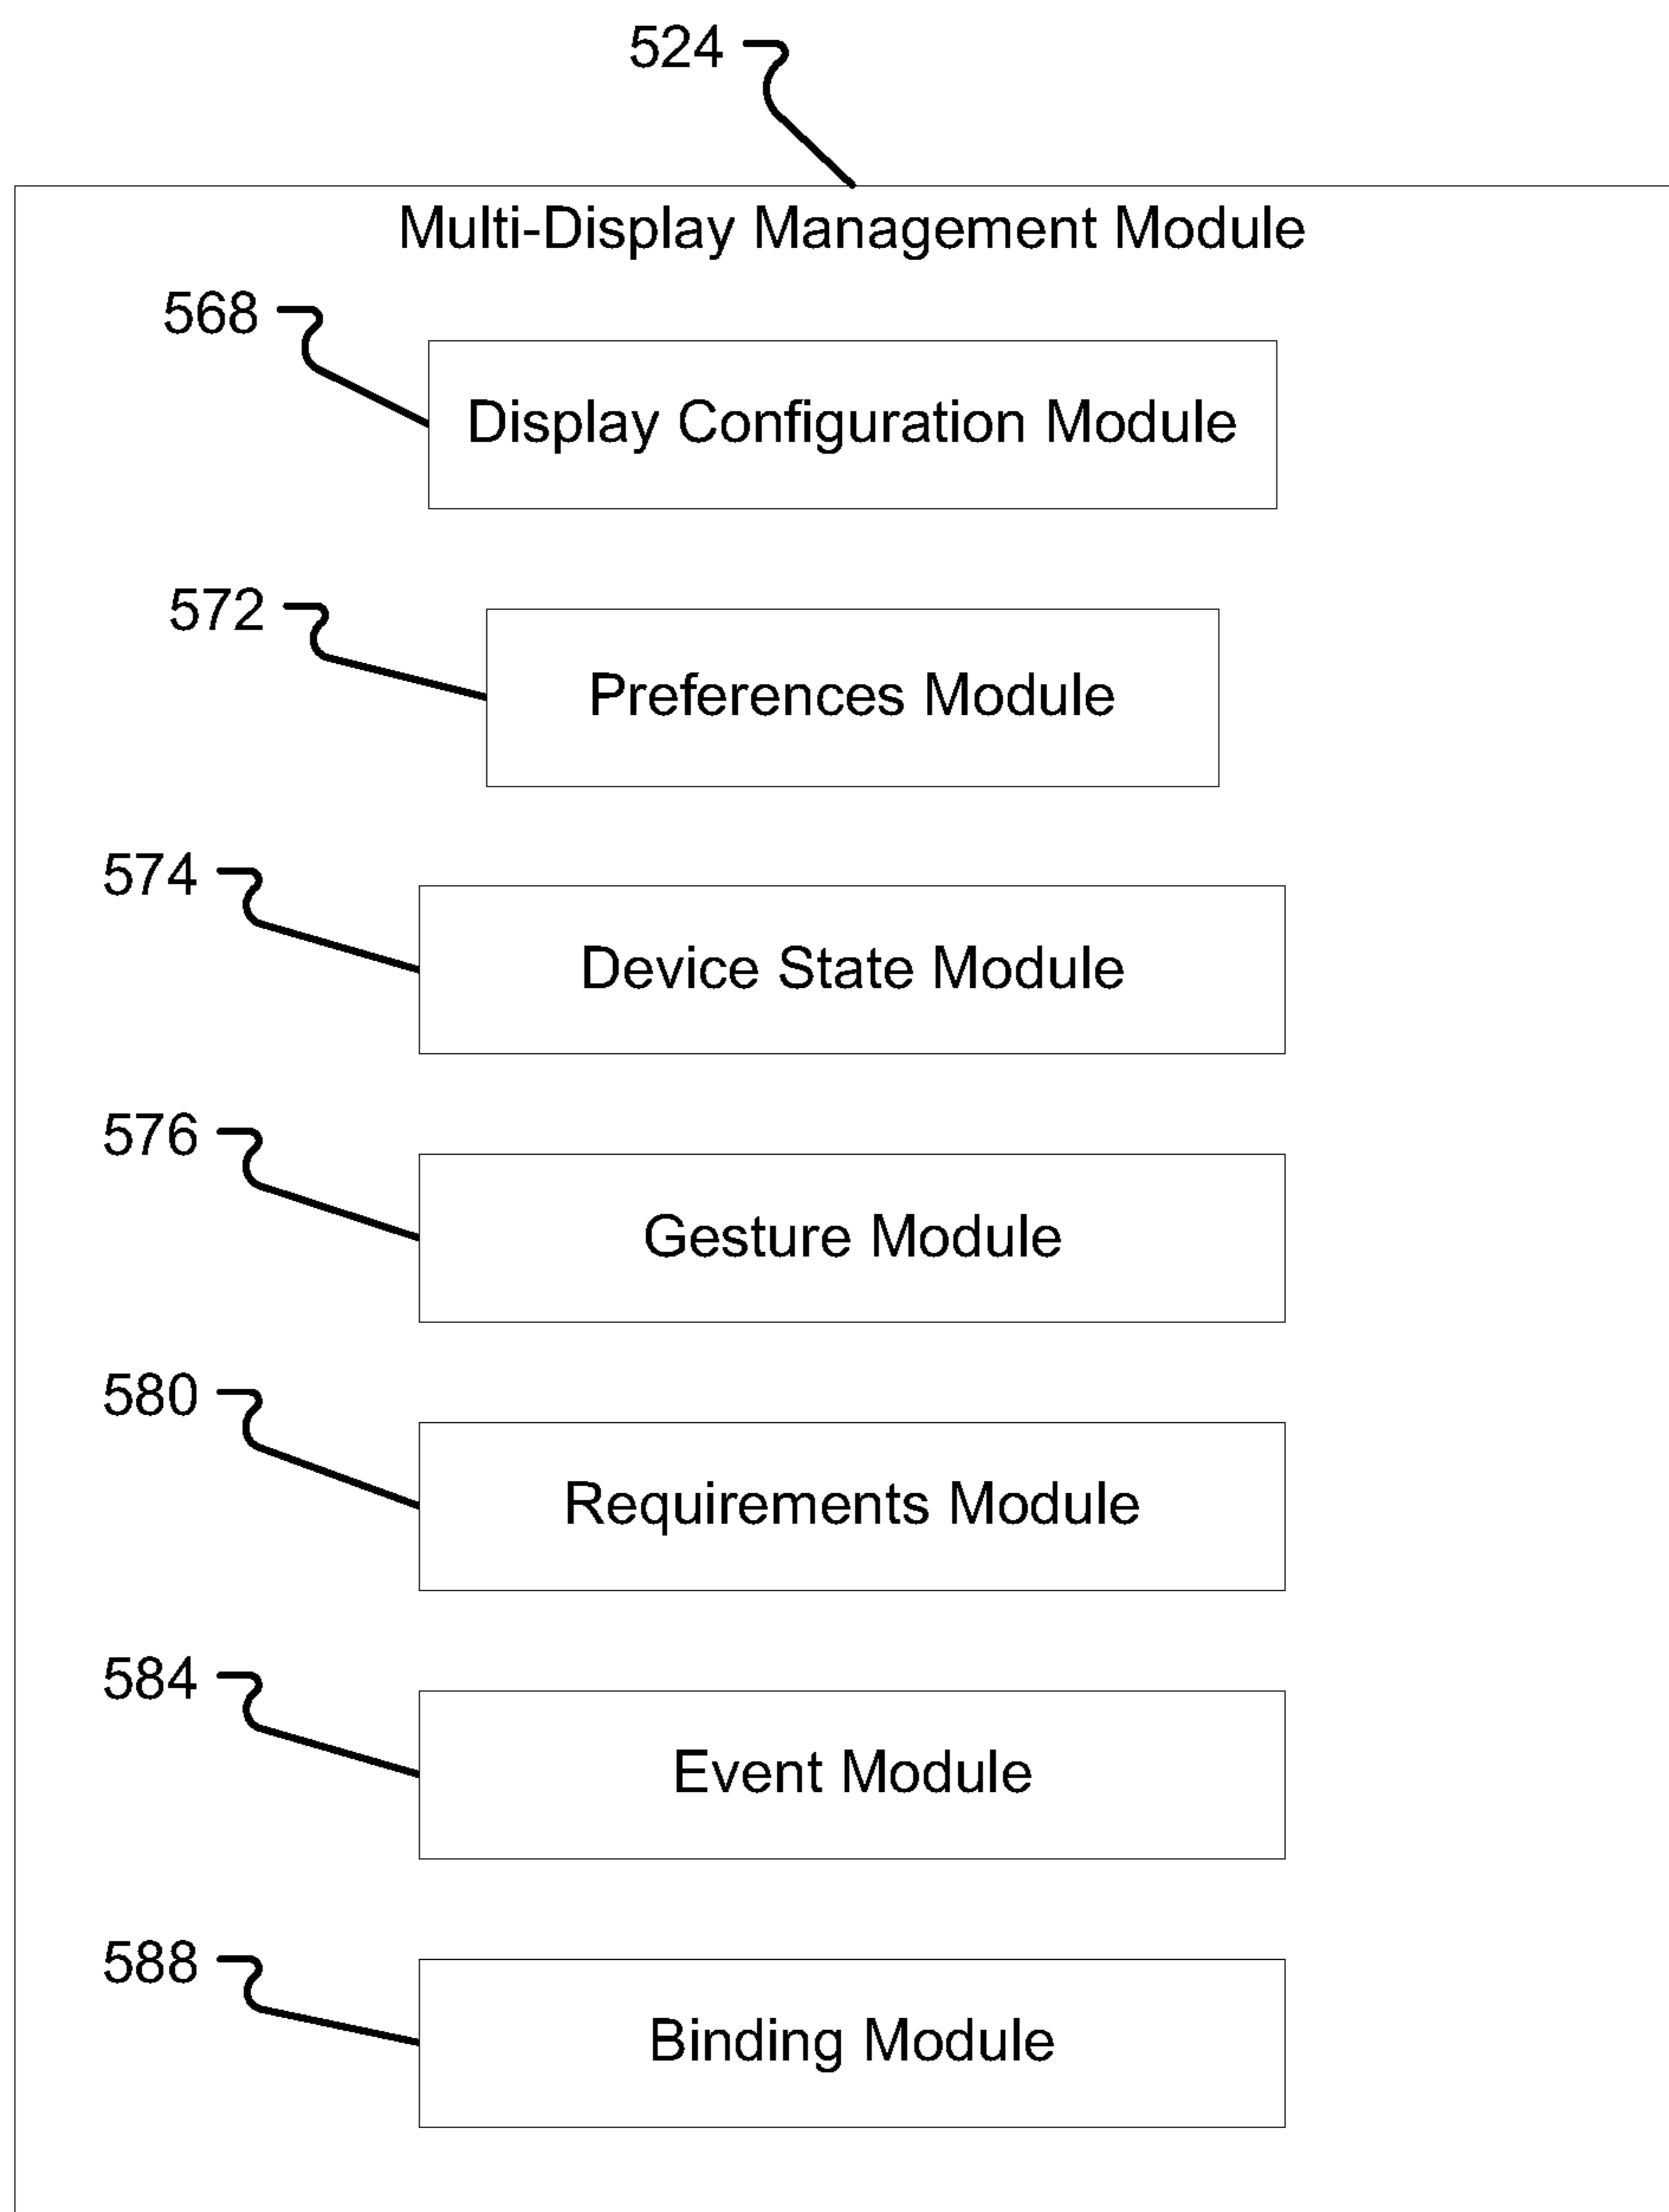 524
Multi-Display Management Module
568
Display Configuration Module
572
Preferences Module
574
Device State Module
576
Gesture Module
580
Requirements Module
584
Event Module
588
Binding Module